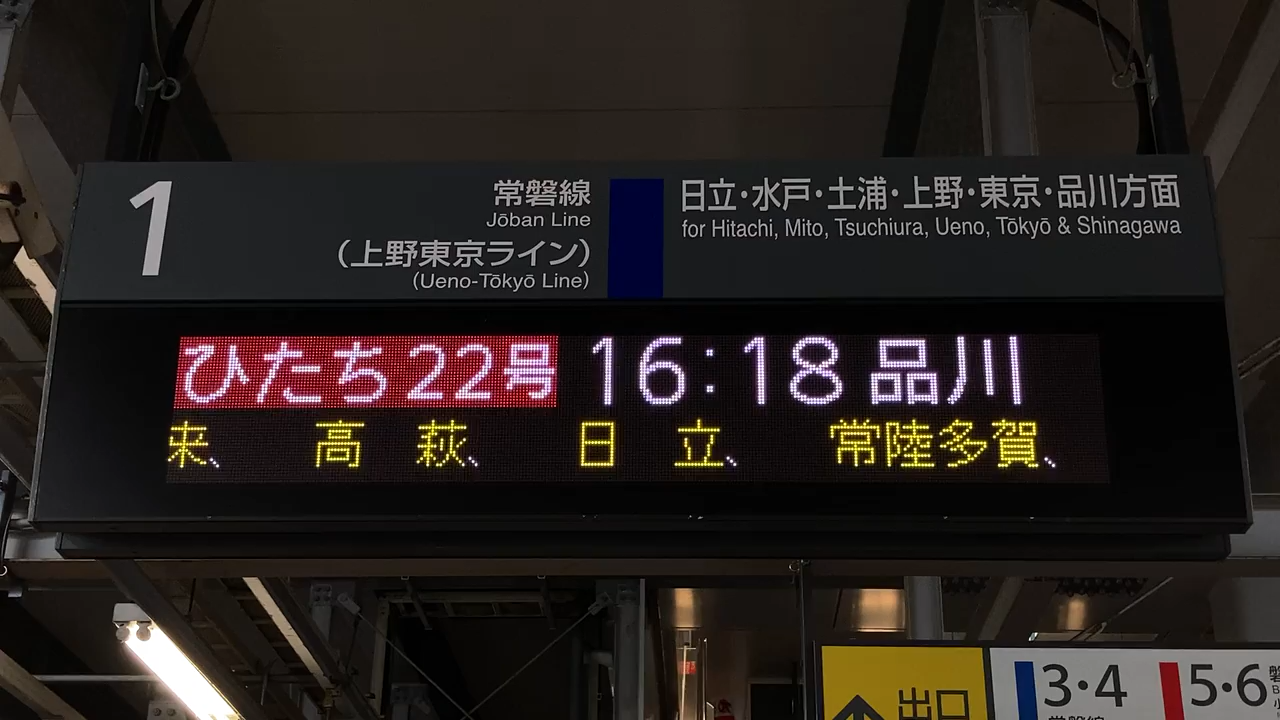 1
常磐線
Jōban Line
(上野東京ライン)
(Ueno-Tōkyō Line)
日立・水戸・土浦・上野・東京・品川方面
for Hitachi, Mito, Tsuchiura, Ueno, Tōkyō & Shinagawa
ひたち22号 16:18 品川
来、 高萩、 日立、 常陸多賀、
出口
3・4
常磐線
5・6